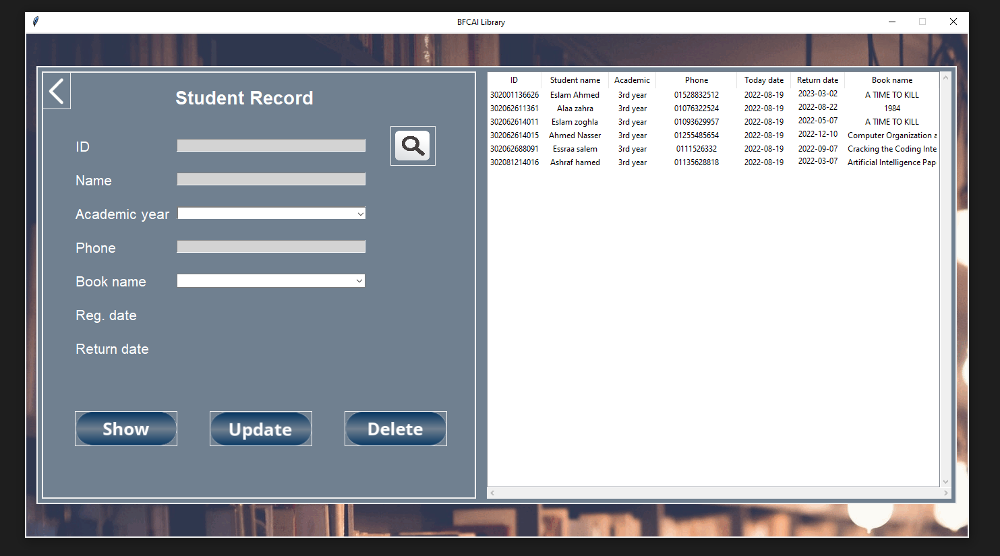 BFCAI Library
Student Record
ID
Name
Academic year
Phone
Book name
Reg. date
Return date
Show Update Delete
ID Student name Academic Phone Today date Return date Book name
302001136626 Eslam Ahmed 3rd year 01528832512 2022-08-19 2023-03-02 A TIME TO KILL
302062611361 Alaa zahra 3rd year 01076322524 2022-08-19 2022-08-22 1984
302062614011 Eslam zoghla 3rd year 01093629957 2022-08-19 2022-05-07 A TIME TO KILL
302062614015 Ahmed Nasser 3rd year 01255485654 2022-08-19 2022-12-10 Computer Organization a
302062688091 Essraa salem 3rd year 0111526332 2022-08-19 2022-09-07 Cracking the Coding Inte
302081214016 Ashraf hamed 3rd year 01135628818 2022-08-19 2022-03-07 Artificial Intelligence Pap